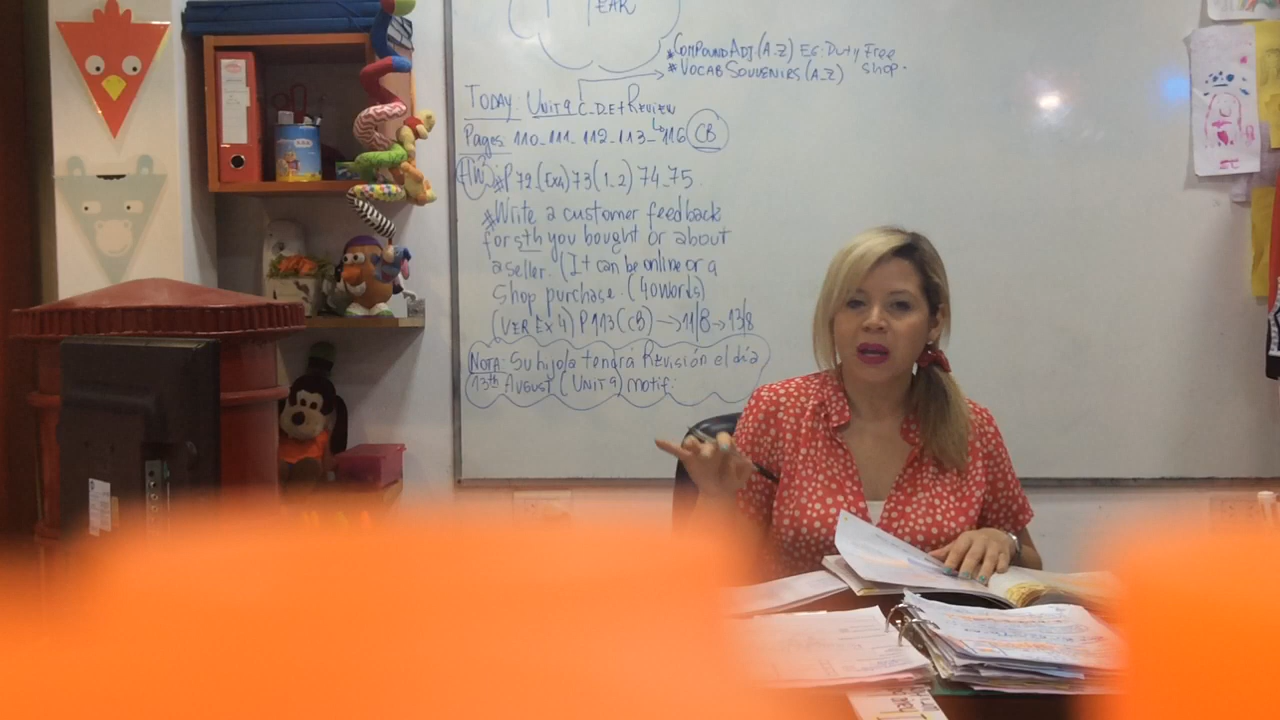 YEAR
*COMPOUND ADJ (A-Z) EG: Duty Free shop.
*VOCAB SOUVENIRS (A-Z)
TODAY: UNIT 9 C-D-E+REVIEW
Pages: 110-111-112-113-116 (CB)
HW *P 72-(Ex4) 73 (1-2) 74-75.
*Write a customer feedback
for sth you bought or about
a seller. (It can be online or a
shop purchase. (40 words)
(VER EX 4) P 113 (CB) → 11/8 → 13/8
NOTA: Su hijo/a tendrá REVISIÓN el día
13th AUGUST (UNIT 9) motif: